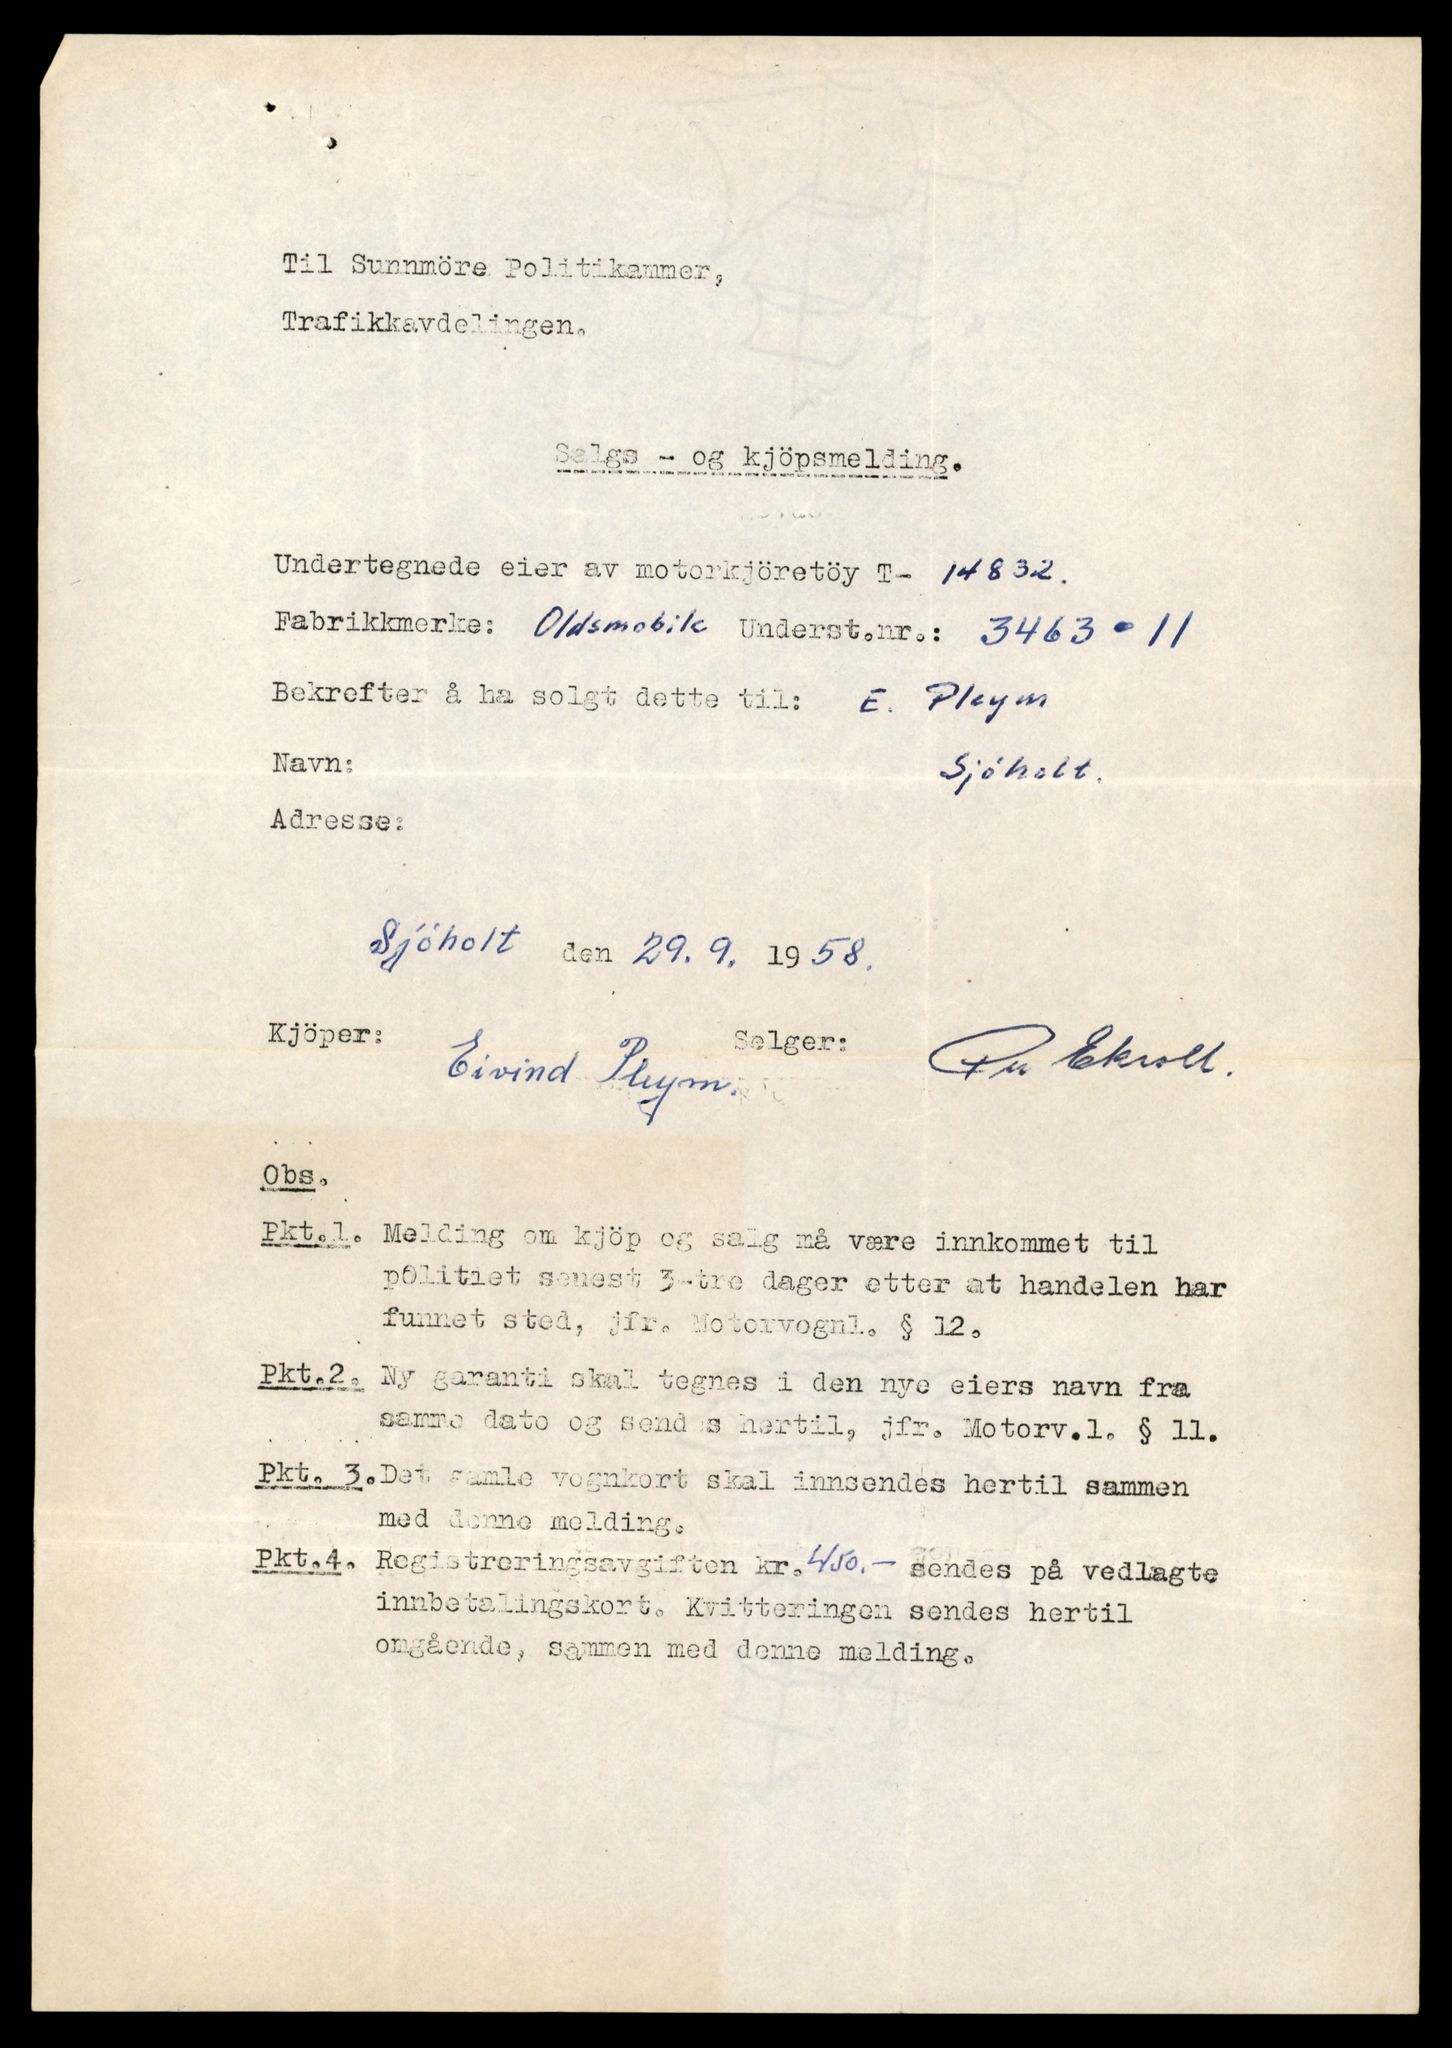 Til Sunnmöre Politikammer,
Trafikkavdelingen.
Salgs - og kjöpsmelding.
Undertegnede eier av motorkjöretöy T- 14832.
Fabrikkmerke: Oldsmobile Underst.nr.: 3463 - 11
Bekrefter å ha solgt dette til: E. Pleym
Navn: Sjöholt.
Adresse:
Sjöholt den 29. 9. 1958.
Kjöper: Eivind Pleym. Selger: Per Ekroll.
Obs.
Pkt.1. Melding om kjöp og salg må være innkommet til
politiet senest 3-tre dager etter at handelen har
funnet sted, jfr. Motorvognl. § 12.
Pkt.2. Ny garanti skal tegnes i den nye eiers navn fra
samme dato og sendes hertil, jfr. Motorv.l. § 11.
Pkt. 3. Det gamle vognkort skal innsendes hertil sammen
med denne melding.
Pkt.4. Registreringsavgiften kr. 450.- sendes på vedlagte
innbetalingskort. Kvitteringen sendes hertil
omgående, sammen med denne melding.